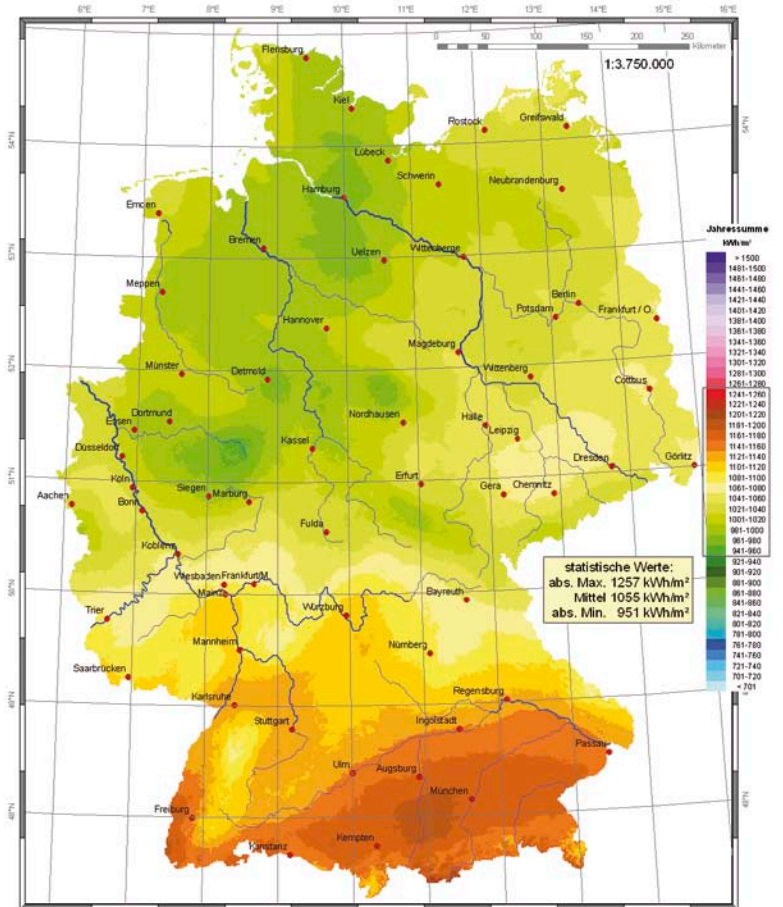 6°E 7°E 8°E 9°E 10°E 11°E 12°E 13°E 14°E 15°E 16°E
0 50 100 150 200 250
Kilometer
1:3.750.000
Flensburg
Kiel
Rostock
Greifswald
54°N
54°N
Lübeck
Schwerin
Neubrandenburg
Hamburg
Emden
Bremen
Uelzen
Wittenberge
53°N
Meppen
Berlin
Potsdam
Frankfurt / O.
Hannover
Magdeburg
52°N
Münster
Detmold
Wittenberg
Cottbus
Dortmund
Essen
Nordhausen
Halle
Leipzig
Düsseldorf
Kassel
Dresden
Görlitz
51°N
Köln
Erfurt
Gera
Chemnitz
Aachen
Bonn
Siegen
Marburg
Fulda
Koblenz
50°N
Wiesbaden
Frankfurt/M.
Mainz
Bayreuth
Trier
Würzburg
Mannheim
Nürnberg
Saarbrücken
49°N
Karlsruhe
Regensburg
Stuttgart
Ingolstadt
Passau
Ulm
Augsburg
München
48°N
48°N
Freiburg
Kempten
Konstanz
Jahressumme
kWh/m²
> 1500
1481-1500
1461-1480
1441-1460
1421-1440
1401-1420
1381-1400
1361-1380
1341-1360
1321-1340
1301-1320
1281-1300
1261-1280
1241-1260
1221-1240
1201-1220
1181-1200
1161-1180
1141-1160
1121-1140
1101-1120
1081-1100
1061-1080
1041-1060
1021-1040
1001-1020
981-1000
961-980
941-960
921-940
901-920
881-900
861-880
841-860
821-840
801-820
781-800
761-780
741-760
721-740
701-720
< 701
statistische Werte:
abs. Max. 1257 kWh/m²
Mittel 1055 kWh/m²
abs. Min. 951 kWh/m²